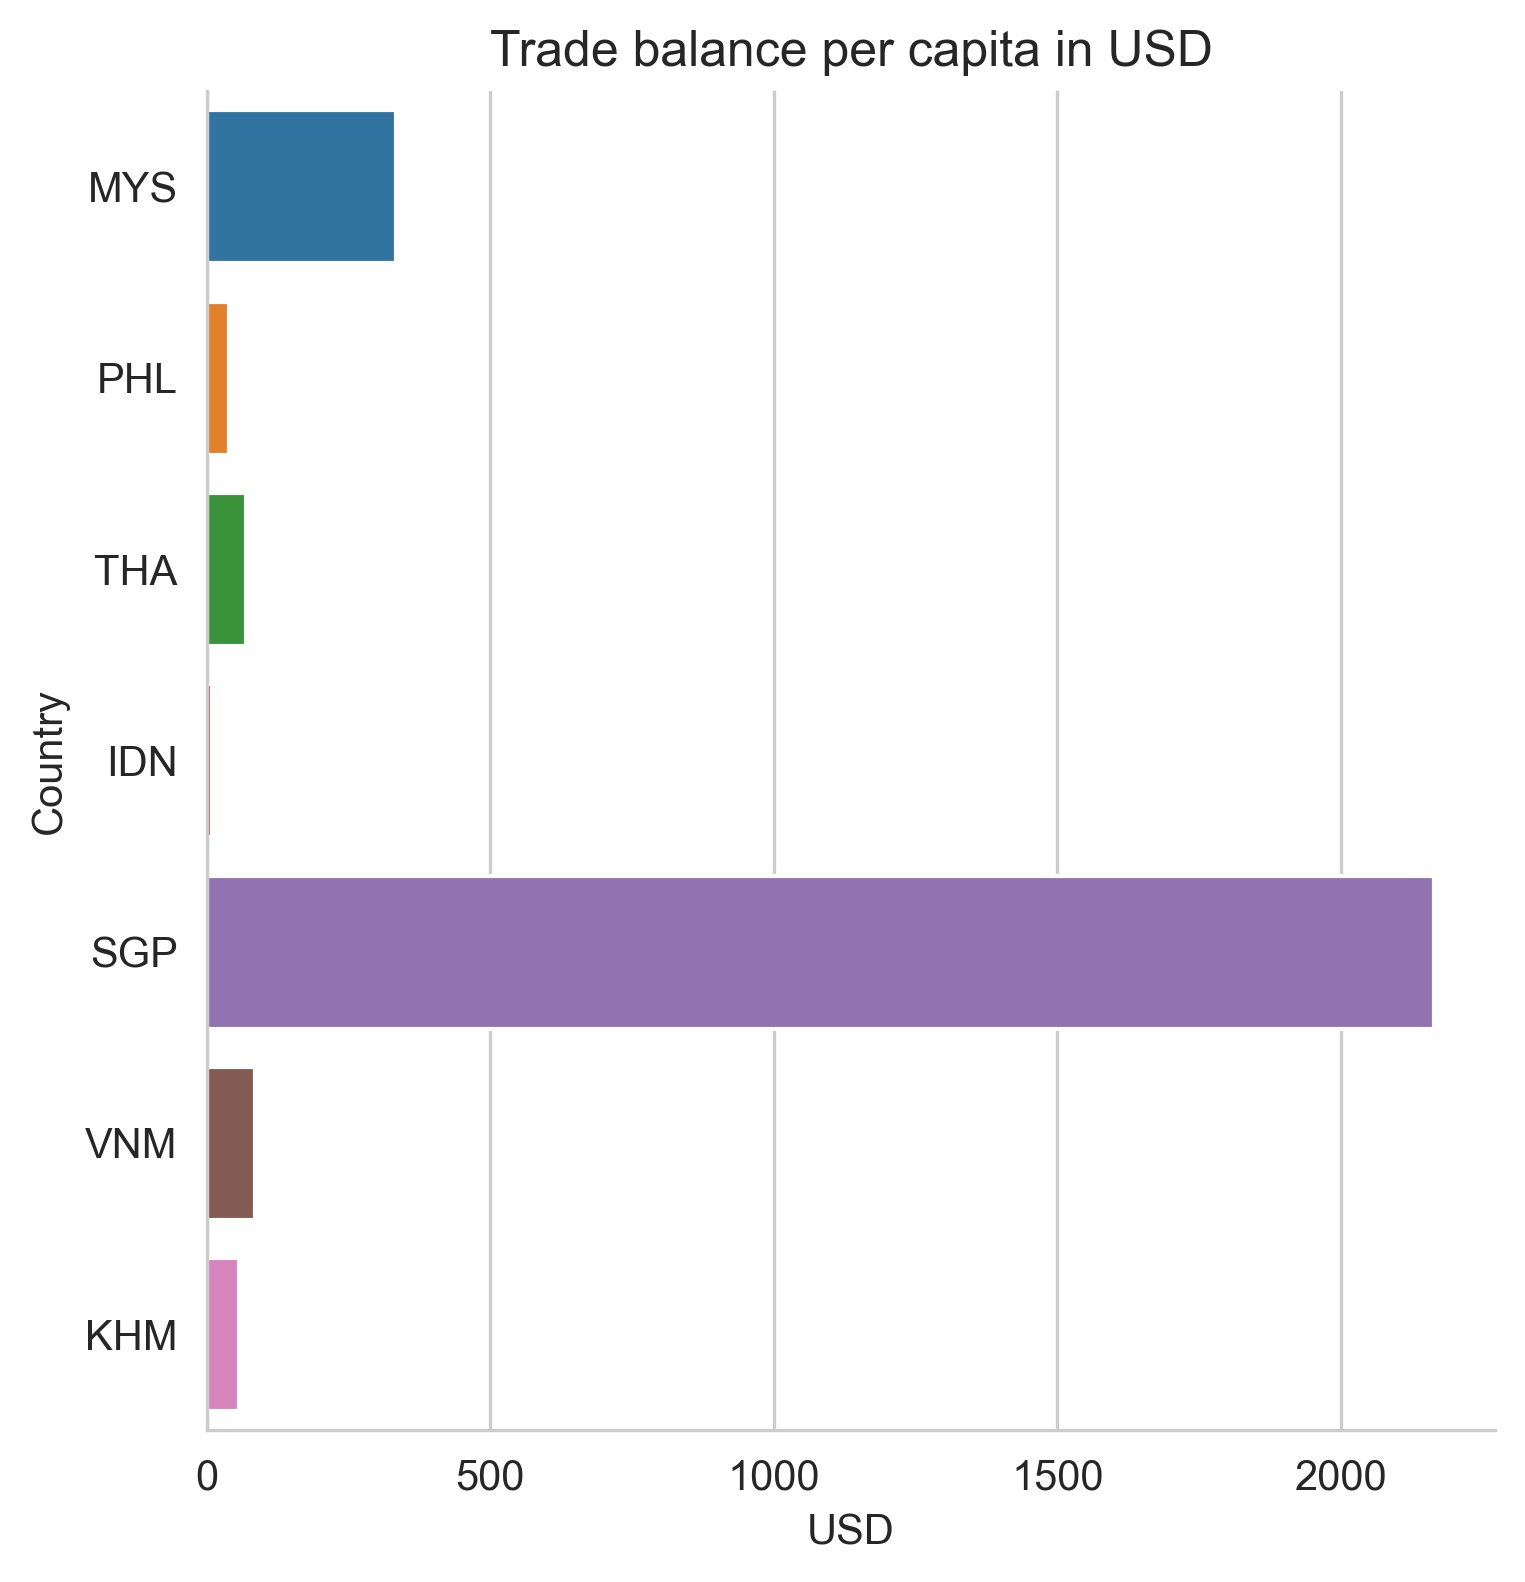 Trade balance per capita in USD
Country
MYS
PHL
THA
IDN
SGP
VNM
KHM
0 500 1000 1500 2000
USD